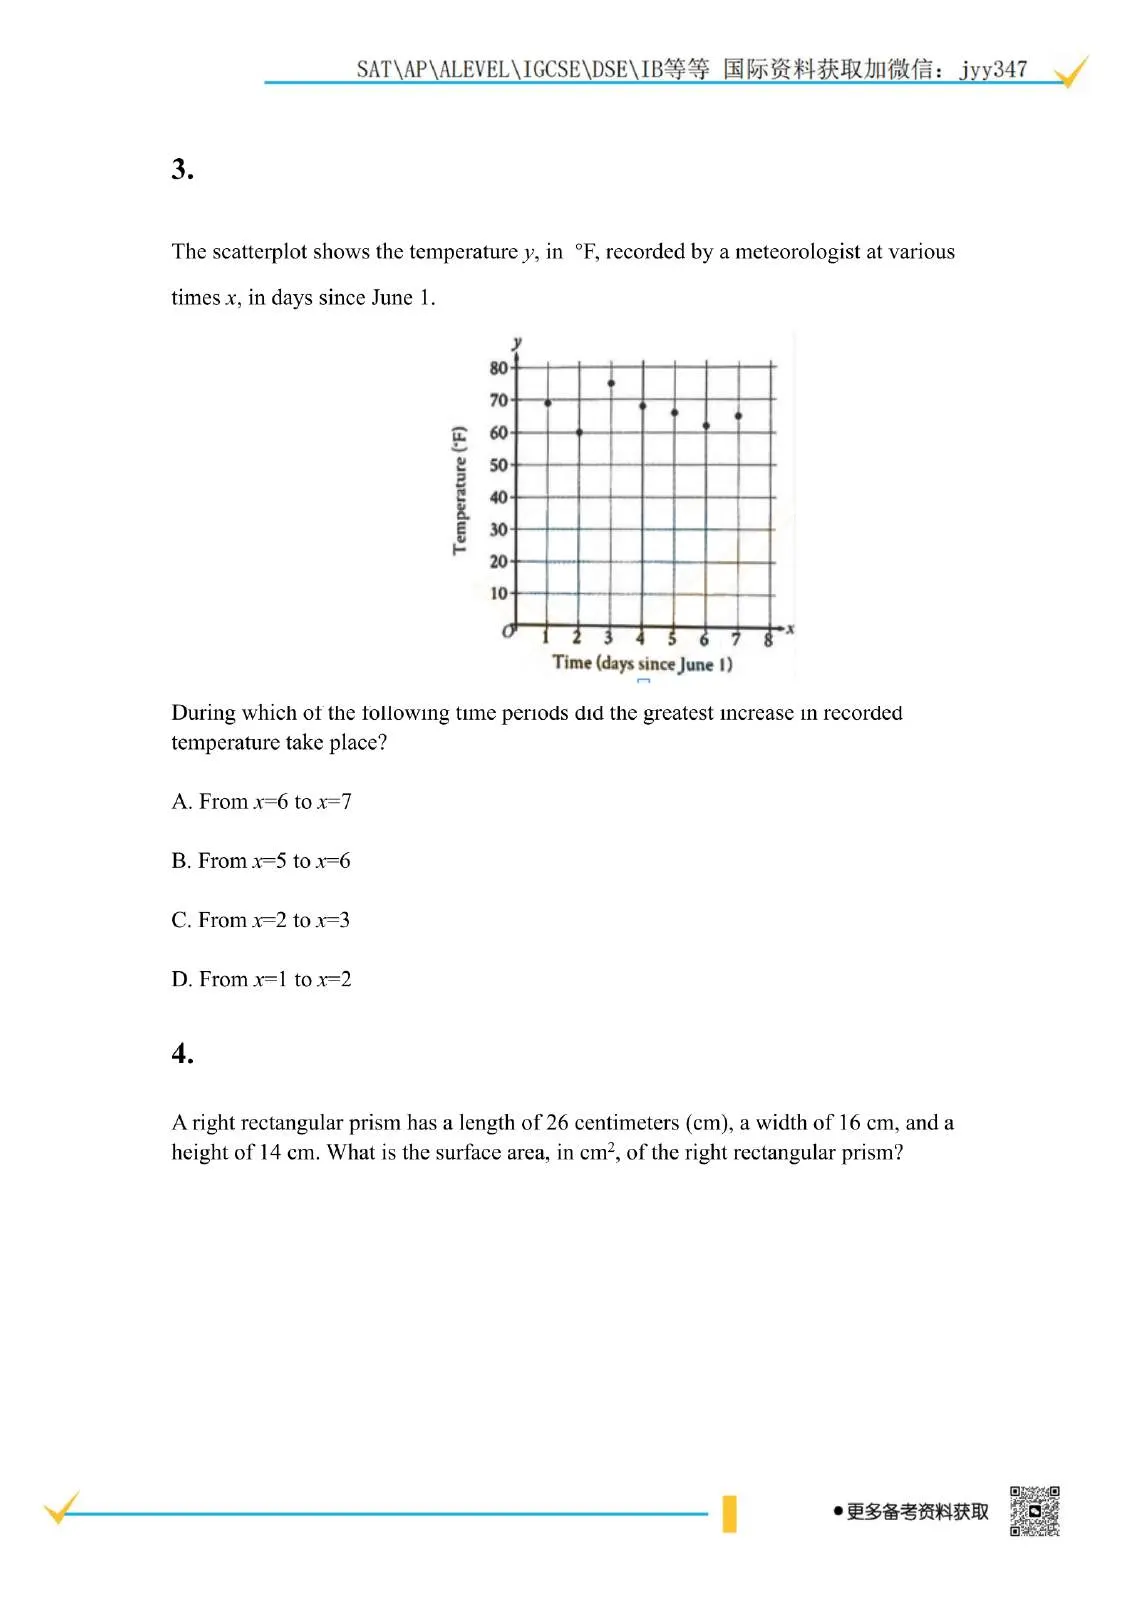 SAT\AP\ALEVEL\IGCSE\DSE\IB等等 国际资料获取加微信：jyy347
3.
The scatterplot shows the temperature y, in °F, recorded by a meteorologist at various
times x, in days since June 1.
y
80
70
60
50
40
30
20
10
O
1 2 3 4 5 6 7 8 x
Temperature (°F)
Time (days since June 1)
During which of the following time periods did the greatest increase in recorded
temperature take place?
A. From x=6 to x=7
B. From x=5 to x=6
C. From x=2 to x=3
D. From x=1 to x=2
4.
A right rectangular prism has a length of 26 centimeters (cm), a width of 16 cm, and a
height of 14 cm. What is the surface area, in cm², of the right rectangular prism?
●更多备考资料获取